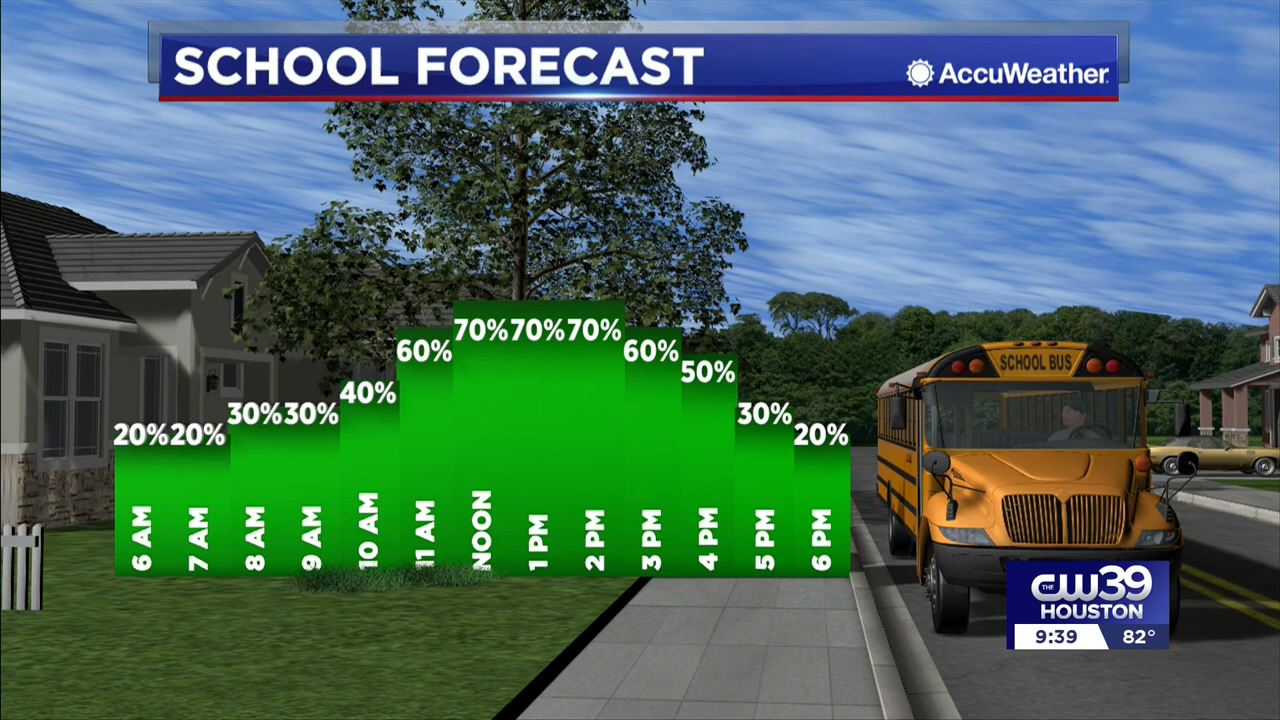 SCHOOL FORECAST
AccuWeather
SCHOOL BUS
70% 70% 70%
60% 60%
50%
40%
30% 30% 30%
20% 20% 20%
6 AM
7 AM
8 AM
9 AM
10 AM
11 AM
NOON
1 PM
2 PM
3 PM
4 PM
5 PM
6 PM
THE CW39
HOUSTON
9:39 82°